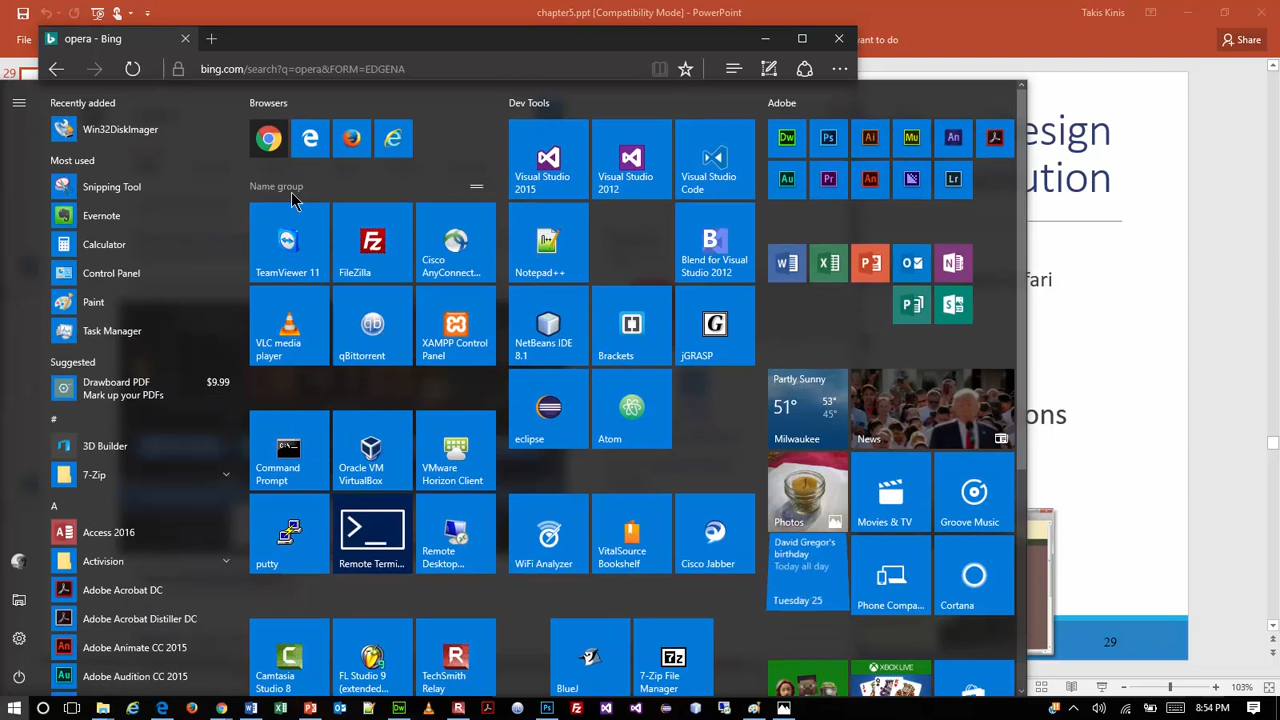 chapter5.ppt [Compatibility Mode] - PowerPoint
Takis Kinis
File
want to do
Share
opera - Bing
bing.com/search?q=opera&FORM=EDGENA
29
Recently added
Win32DiskImager
Most used
Snipping Tool
Evernote
Calculator
Control Panel
Paint
Task Manager
Suggested
Drawboard PDF $9.99
Mark up your PDFs
#
3D Builder
7-Zip
A
Access 2016
Activision
Adobe Acrobat DC
Adobe Acrobat Distiller DC
Adobe Animate CC 2015
Adobe Audition CC 2015
Browsers
Name group
TeamViewer 11
FileZilla
Cisco
AnyConnect...
VLC media
player
qBittorrent
XAMPP Control
Panel
Command
Prompt
Oracle VM
VirtualBox
VMware
Horizon Client
putty
Remote Termi...
Remote
Desktop...
Camtasia
Studio 8
FL Studio 9
(extended...
TechSmith
Relay
Dev Tools
Visual Studio
2015
Visual Studio
2012
Visual Studio
Code
Notepad++
Blend for Visual
Studio 2012
NetBeans IDE
8.1
Brackets
jGRASP
eclipse
Atom
WiFi Analyzer
VitalSource
Bookshelf
Cisco Jabber
BlueJ
7-Zip File
Manager
Adobe
Dw
Ps
Ai
Mu
An
Au
Pr
An
Lr
Partly Sunny
51°
53°
45°
Milwaukee
News
Photos
Movies & TV
Groove Music
David Gregor's
birthday
Today all day
Tuesday 25
Phone Compa...
Cortana
XBOX LIVE
esign
ution
fari
ons
29
103%
8:54 PM